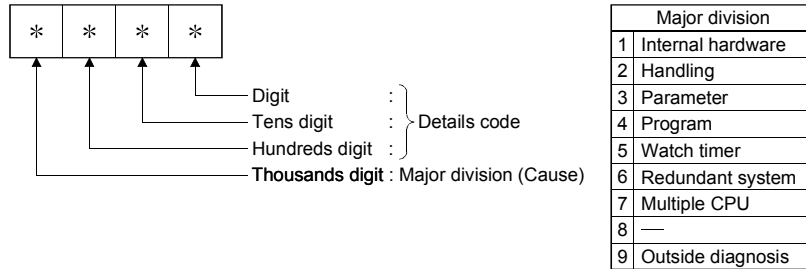 * * * *
Digit :
Tens digit : Details code
Hundreds digit :
Thousands digit : Major division (Cause)
Major division
1 Internal hardware
2 Handling
3 Parameter
4 Program
5 Watch timer
6 Redundant system
7 Multiple CPU
8 —
9 Outside diagnosis